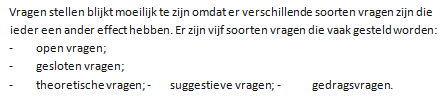 Vragen stellen blijkt moeilijk te zijn omdat er verschillende soorten vragen zijn die
ieder een ander effect hebben. Er zijn vijf soorten vragen die vaak gesteld worden:
- open vragen;
- gesloten vragen;
- theoretische vragen; - suggestieve vragen; - gedragsvragen.